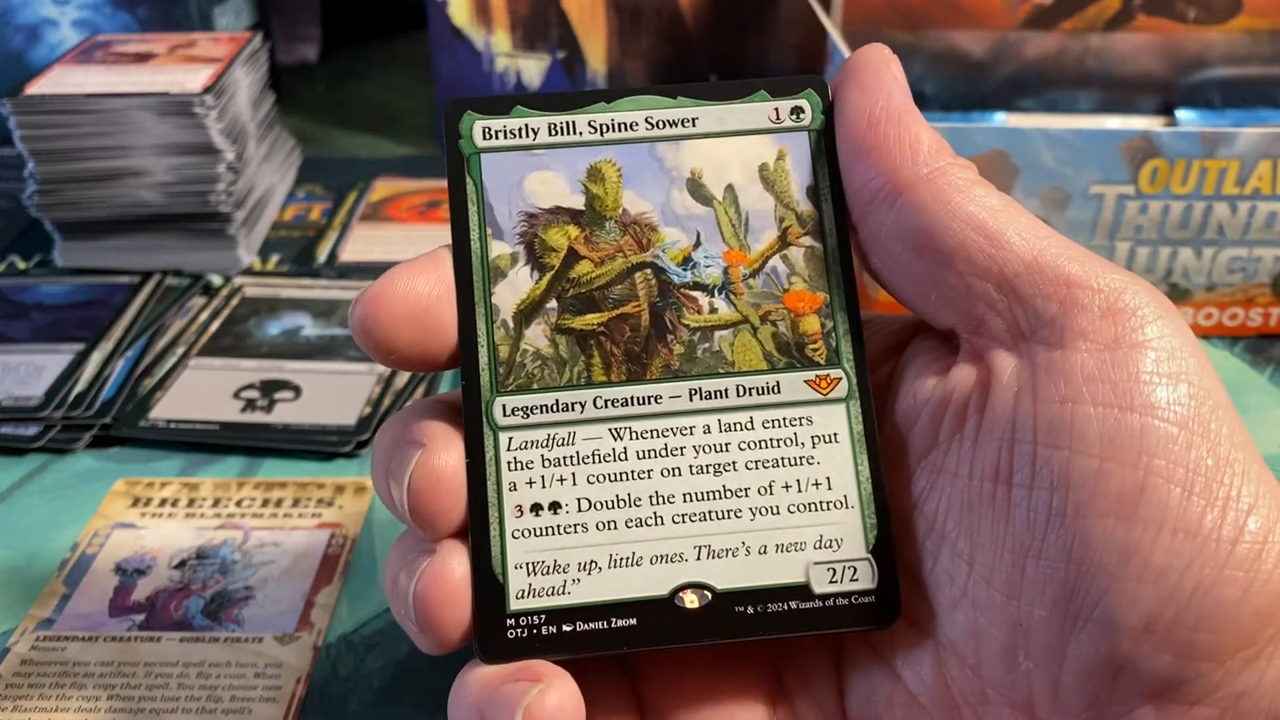 Bristly Bill, Spine Sower 1
Legendary Creature — Plant Druid
Landfall — Whenever a land enters
the battlefield under your control, put
a +1/+1 counter on target creature.
3: Double the number of +1/+1
counters on each creature you control.
“Wake up, little ones. There’s a new day
ahead.”
2/2
M 0157
OTJ • EN DANIEL ZROM
™ & © 2024 Wizards of the Coast
OUTLA
THUND
JUNCT
BOOST
BREECHES,
THE BLASTMAKER
LEGENDARY CREATURE — GOBLIN PIRATE
Menace
Whenever you cast your second spell each turn, you
may sacrifice an artifact. If you do, flip a coin. When
you win the flip, copy that spell. You may choose new
targets for the copy. When you lose the flip, Breeches,
the Blastmaker deals damage equal to that spell's